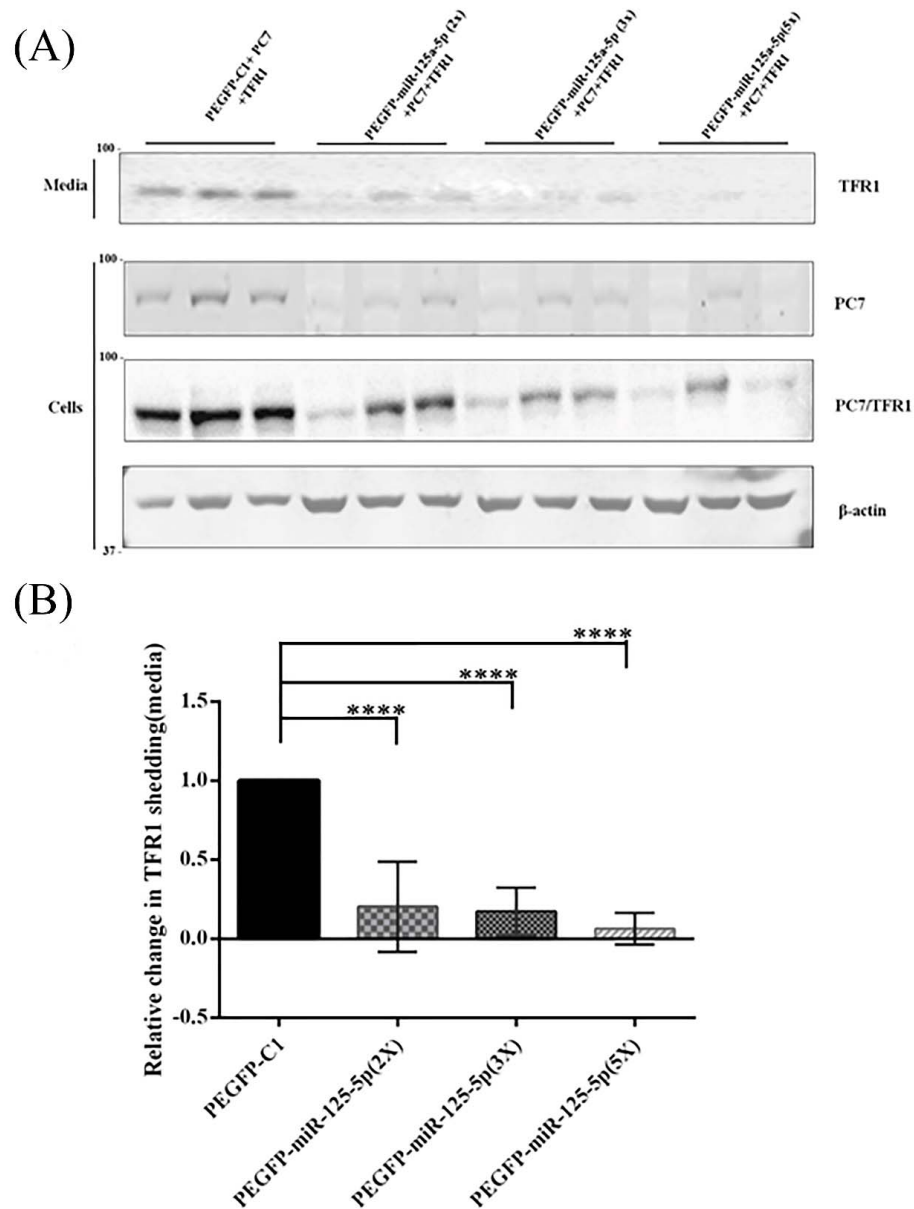 (A)
PEGFP-C1+ PC7
+TFR1
PEGFP-miR-125a-5p (2x)
+PC7+TFR1
PEGFP-miR-125a-5p (3x)
+PC7+TFR1
PEGFP-miR-125a-5p(5x)
+PC7+TFR1
100 -
Media
TFR1
100 -
PC7
100 -
Cells
PC7/TFR1
β-actin
37 -
(B)
Relative change in TFR1 shedding(media)
****
****
****
1.5
1.0
0.5
0.0
-0.5
PEGFP-C1
PEGFP-miR-125-5p(2X)
PEGFP-miR-125-5p(3X)
PEGFP-miR-125-5p(5X)